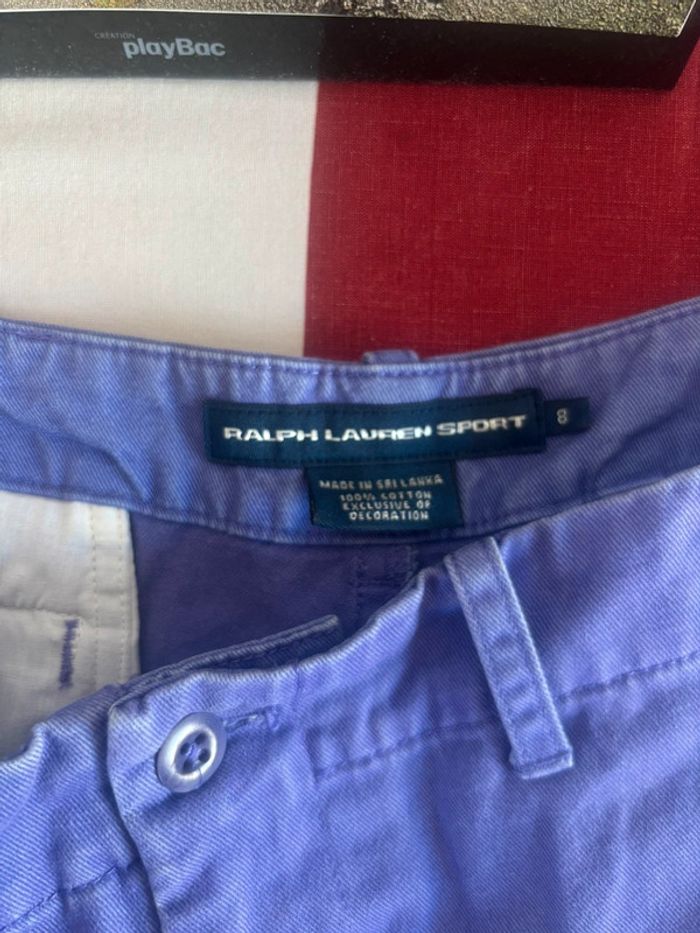 CRÉATION
playBac
RALPH LAUREN SPORT
8
MADE IN SRI LANKA
100% COTTON
EXCLUSIVE OF
DECORATION